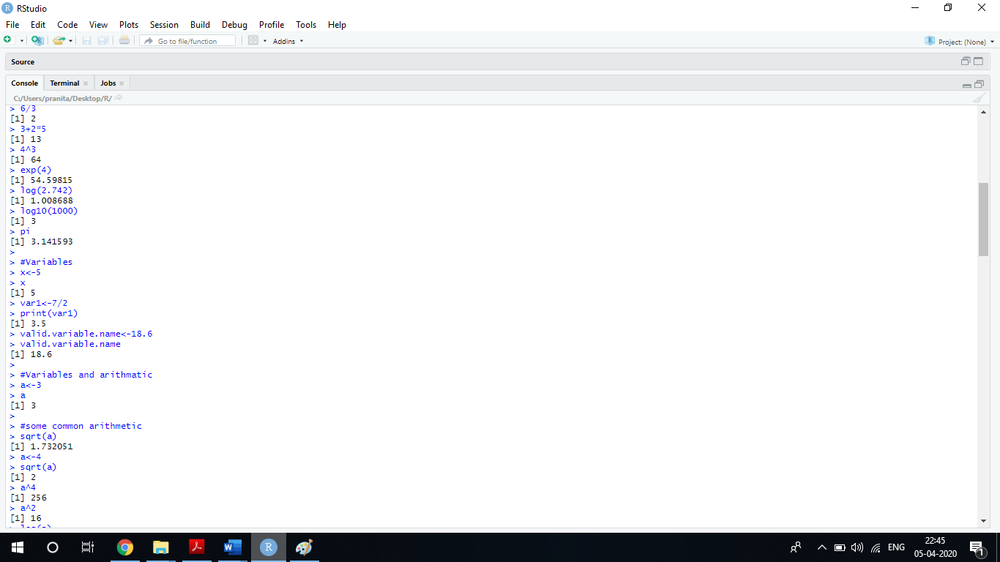 RStudio
File Edit Code View Plots Session Build Debug Profile Tools Help
Go to file/function Addins Project: (None)
Source
Console Terminal Jobs
C:/Users/pranita/Desktop/R/
> 6/3
[1] 2
> 3+2*5
[1] 13
> 4^3
[1] 64
> exp(4)
[1] 54.59815
> log(2.742)
[1] 1.008688
> log10(1000)
[1] 3
> pi
[1] 3.141593
>
> #Variables
> x<-5
> x
[1] 5
> var1<-7/2
> print(var1)
[1] 3.5
> valid.variable.name<-18.6
> valid.variable.name
[1] 18.6
>
> #Variables and arithmatic
> a<-3
> a
[1] 3
>
> #some common arithmetic
> sqrt(a)
[1] 1.732051
> a<-4
> sqrt(a)
[1] 2
> a^4
[1] 256
> a^2
[1] 16
ENG
22:45
05-04-2020
1